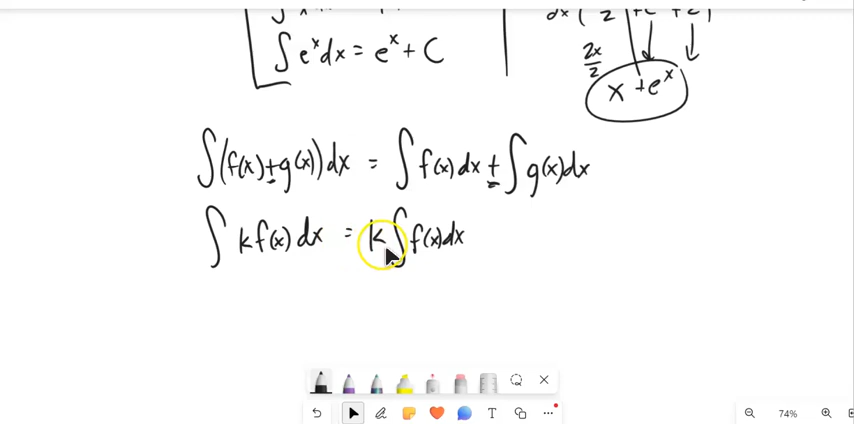 ∫ e^x dx = e^x + C
2x/2
x + e^x
∫(f(x) ± g(x))dx = ∫ f(x)dx ± ∫ g(x)dx
∫ kf(x)dx = k∫ f(x)dx
T
74%